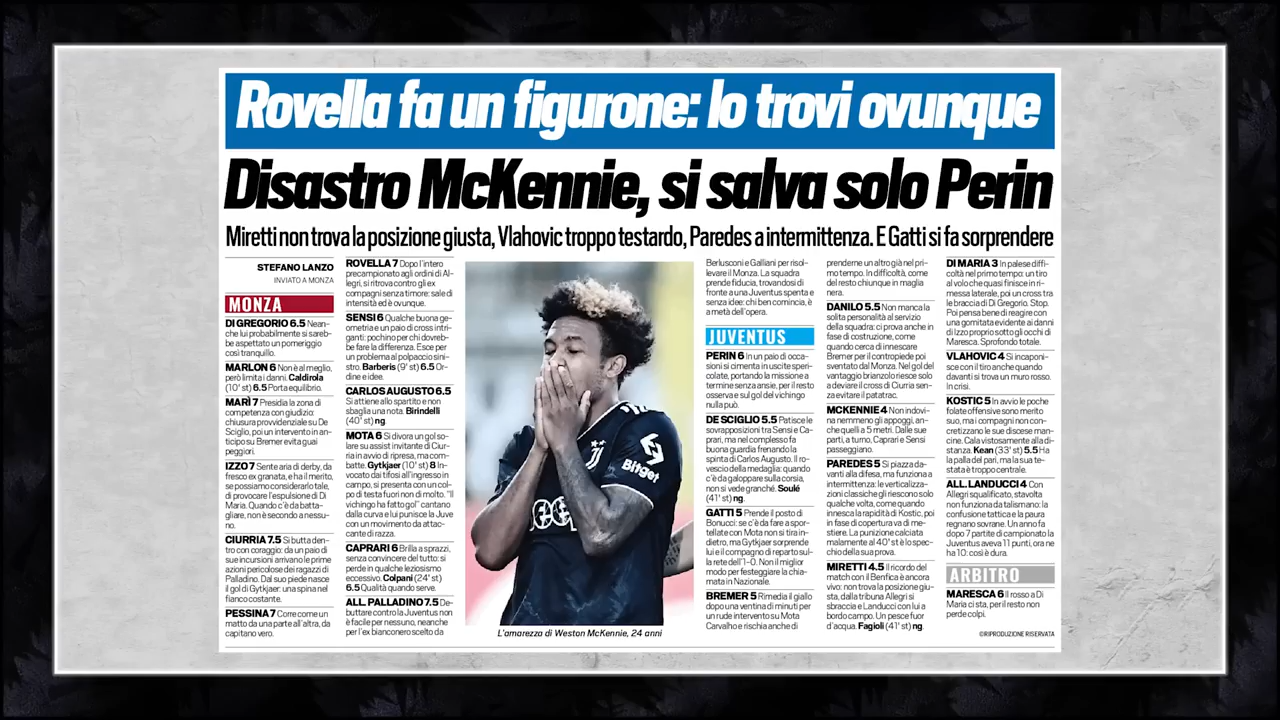 Rovella fa un figurone: lo trovi ovunque
Disastro McKennie, si salva solo Perin
Miretti non trova la posizione giusta, Vlahovic troppo testardo, Paredes a intermittenza. E Gatti si fa sorprendere
STEFANO LANZO
INVIATO A MONZA
MONZA
DI GREGORIO 6.5 Nean-
che lui probabilmente si sareb-
be aspettato un pomeriggio
così tranquillo.
MARLON 6 Non è al meglio,
però limita i danni. Caldirola
(10' st) 6.5 Porta equilibrio.
MARÌ 7 Presidia la zona di
competenza con giudizio:
chiusura provvidenziale su De
Sciglio, poi un intervento in an-
ticipo su Bremer evita guai
peggiori.
IZZO 7 Sente aria di derby, da
fresco ex granata, e ha il merito,
se possiamo considerarlo tale,
di provocare l'espulsione di Di
Maria. Quando c'è da batta-
gliare, non è secondo a nessu-
no.
CIURRIA 7.5 Si butta den-
tro con coraggio: da un paio di
sue incursioni arrivano le prime
azioni pericolose dei ragazzi di
Palladino. Dal suo piede nasce
il gol di Gytkjaer: una spina nel
fianco costante.
PESSINA 7 Corre come un
matto da una parte all'altra, da
capitano vero.
ROVELLA 7 Dopo l'intero
precampionato agli ordini di Al-
legri, si ritrova contro gli ex
compagni senza timore: sale di
intensità ed è ovunque.
SENSI 6 Qualche buona ge-
ometria e un paio di cross intri-
ganti: pochino per chi dovreb-
be fare la differenza. Esce per
un problema al polpaccio sini-
stro. Barberis (9' st) 6.5 Or-
dine e idee.
CARLOS AUGUSTO 6.5
Si attiene allo spartito e non
sbaglia una nota. Birindelli
(40' st) ng.
MOTA 6 Si divora un gol so-
lare su assist invitante di Ciur-
ria in avvio di ripresa, ma com-
batte. Gytkjaer (10' st) 8 In-
vocato dai tifosi all'ingresso in
campo, si presenta con un col-
po di testa fuori non di molto. "Il
vichingo ha fatto gol" cantano
dalla curva e lui punisce la Juve
con un movimento da attac-
cante di razza.
CAPRARI 6 Brilla a sprazzi,
senza convincere del tutto: si
perde in qualche leziosismo
eccessivo. Colpani (24' st)
6.5 Qualità quando serve.
ALL. PALLADINO 7.5 De-
buttare contro la Juventus non
è facile per nessuno, neanche
per l'ex bianconero scelto da
Bitget
L'amarezza di Weston McKennie, 24 anni
Berlusconi e Galliani per risol-
levare il Monza. La squadra
prende fiducia, trovandosi di
fronte a una Juventus spenta e
senza idee: chi ben comincia, è
a metà dell'opera.
JUVENTUS
PERIN 6 In un paio di occa-
sioni si cimenta in uscite speri-
colate, portando la missione a
termine senza ansie, per il resto
osserva e sul gol del vichingo
nulla può.
DE SCIGLIO 5.5 Patisce le
sovrapposizioni tra Sensi e Ca-
prari, ma nel complesso fa
buona guardia frenando la
spinta di Carlos Augusto. Il ro-
vescio della medaglia: quando
c'è da galoppare sulla corsia,
non si vede granché. Soulé
(41' st) ng.
GATTI 5 Prende il posto di
Bonucci: se c'è da fare a spor-
tellate con Mota non si tira in-
dietro, ma Gytkjaer sorprende
lui e il compagno di reparto sul-
la rete dell'1-0. Non il miglior
modo per festeggiare la chia-
mata in Nazionale.
BREMER 5 Rimedia il giallo
dopo una ventina di minuti per
un rude intervento su Mota
Carvalho e rischia anche di
prenderne un altro già nel pri-
mo tempo. In difficoltà, come
del resto chiunque in maglia
nera.
DANILO 5.5 Non manca la
solita personalità al servizio
della squadra: ci prova anche in
fase di costruzione, come
quando cerca di innescare
Bremer per il contropiede poi
sventato da Monza. Nel gol del
vantaggio brianzolo riesce solo
a deviare il cross di Ciurria sen-
za evitare il patatrac.
MCKENNIE 4 Non indovi-
na nemmeno gli appoggi, an-
che quelli a 5 metri. Dalle sue
parti, a turno, Caprari e Sensi
passeggiano.
PAREDES 5 Si piazza da-
vanti alla difesa, ma funziona a
intermittenza: le verticalizza-
zioni classiche gli riescono solo
qualche volta, come quando
innesca la rapidità di Kostic, poi
in fase di copertura va di me-
stiere. La punizione calciata
malamente al 40' st è lo spec-
chio della sua prova.
MIRETTI 4.5 Il ricordo del
match con il Benfica è ancora
vivo: non trova la posizione giu-
sta, dalla tribuna Allegri si
sbraccia e Landucci con lui a
bordo campo. Un pesce fuor
d'acqua. Fagioli (41' st) ng.
DI MARIA 3 In palese diffi-
coltà nel primo tempo: un tiro
al volo che quasi finisce in ri-
messa laterale, poi un cross tra
le braccia di Di Gregorio. Stop.
Poi pensa bene di reagire con
una gomitata evidente ai danni
di Izzo proprio sotto gli occhi di
Maresca. Sprofondo totale.
VLAHOVIC 4 Si incaponi-
sce con il tiro anche quando
davanti si trova un muro rosso.
In crisi.
KOSTIC 5 In avvio le poche
folate offensive sono merito
suo, ma i compagni non con-
cretizzano le sue discese man-
cine. Cala vistosamente alla di-
stanza. Kean (33' st) 5.5 Ha
la palla del pari, ma la sua te-
stata è troppo centrale.
ALL. LANDUCCI 4 Con
Allegri squalificato, stavolta
non funziona da talismano: la
confusione tattica e la paura
regnano sovrane. Un anno fa
dopo 7 partite di campionato la
Juventus aveva 11 punti, ora ne
ha 10: così è dura.
ARBITRO
MARESCA 6 Il rosso a Di
Maria ci sta, per il resto non
perde colpi.
©RIPRODUZIONE RISERVATA